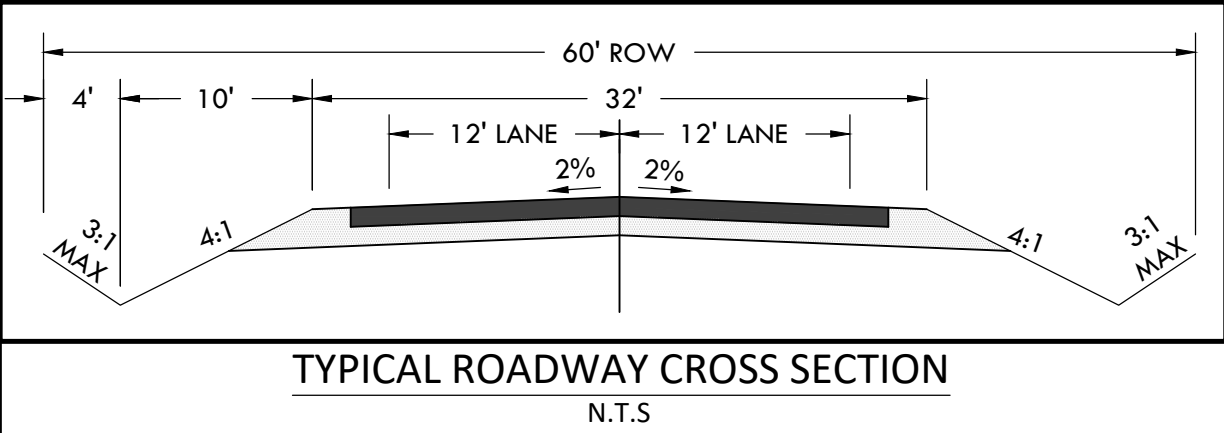 60' ROW
4'
10'
32'
12' LANE
12' LANE
2%
2%
3:1
MAX
4:1
4:1
3:1
MAX
TYPICAL ROADWAY CROSS SECTION
N.T.S